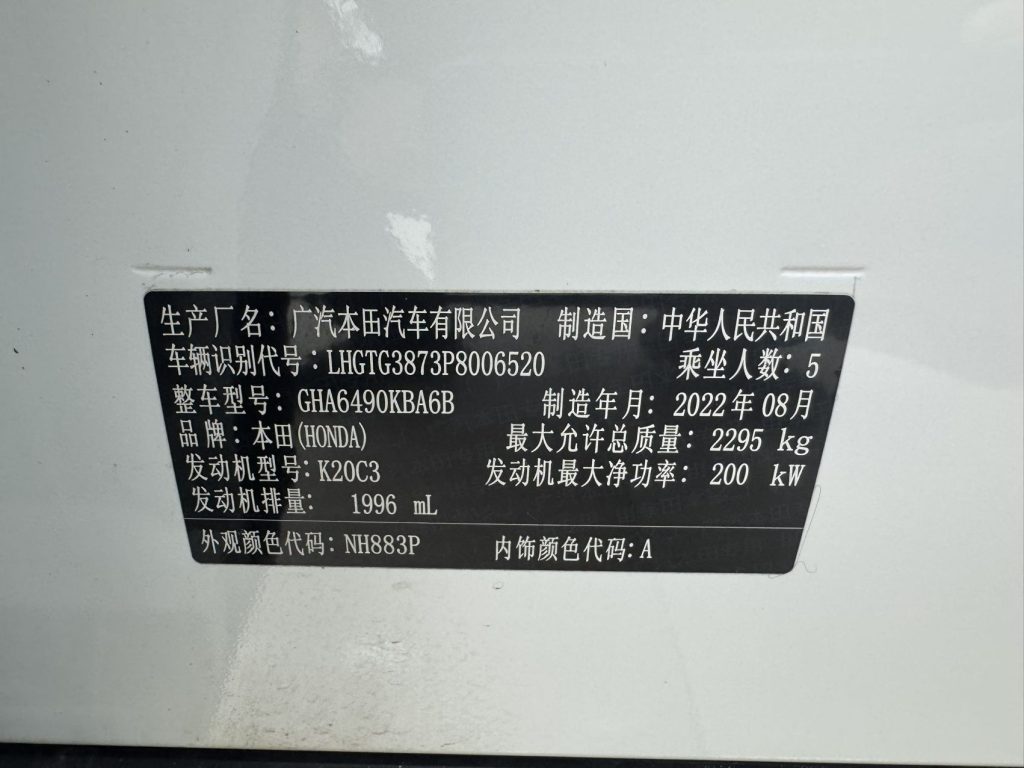 生产厂名: 广汽本田汽车有限公司 制造国: 中华人民共和国
车辆识别代号: LHGTG3873P8006520 乘坐人数: 5
整车型号: GHA6490KBA6B 制造年月: 2022年08月
品牌: 本田(HONDA) 最大允许总质量: 2295 kg
发动机型号: K20C3 发动机最大净功率: 200 kW
发动机排量: 1996 mL
外观颜色代码: NH883P 内饰颜色代码: A